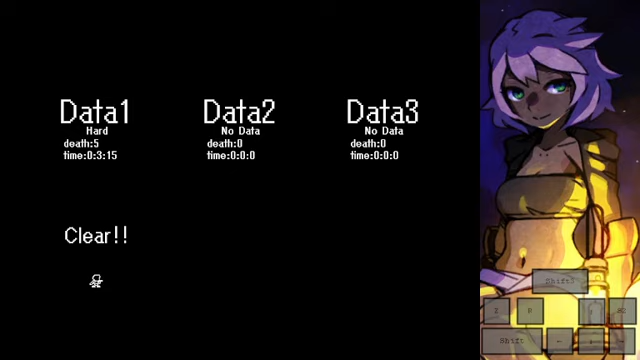 Data1 Data2 Data3
Hard No Data No Data
death:5 death:0 death:0
time:0:3:15 time:0:0:0 time:0:0:0
Clear!!
Shift